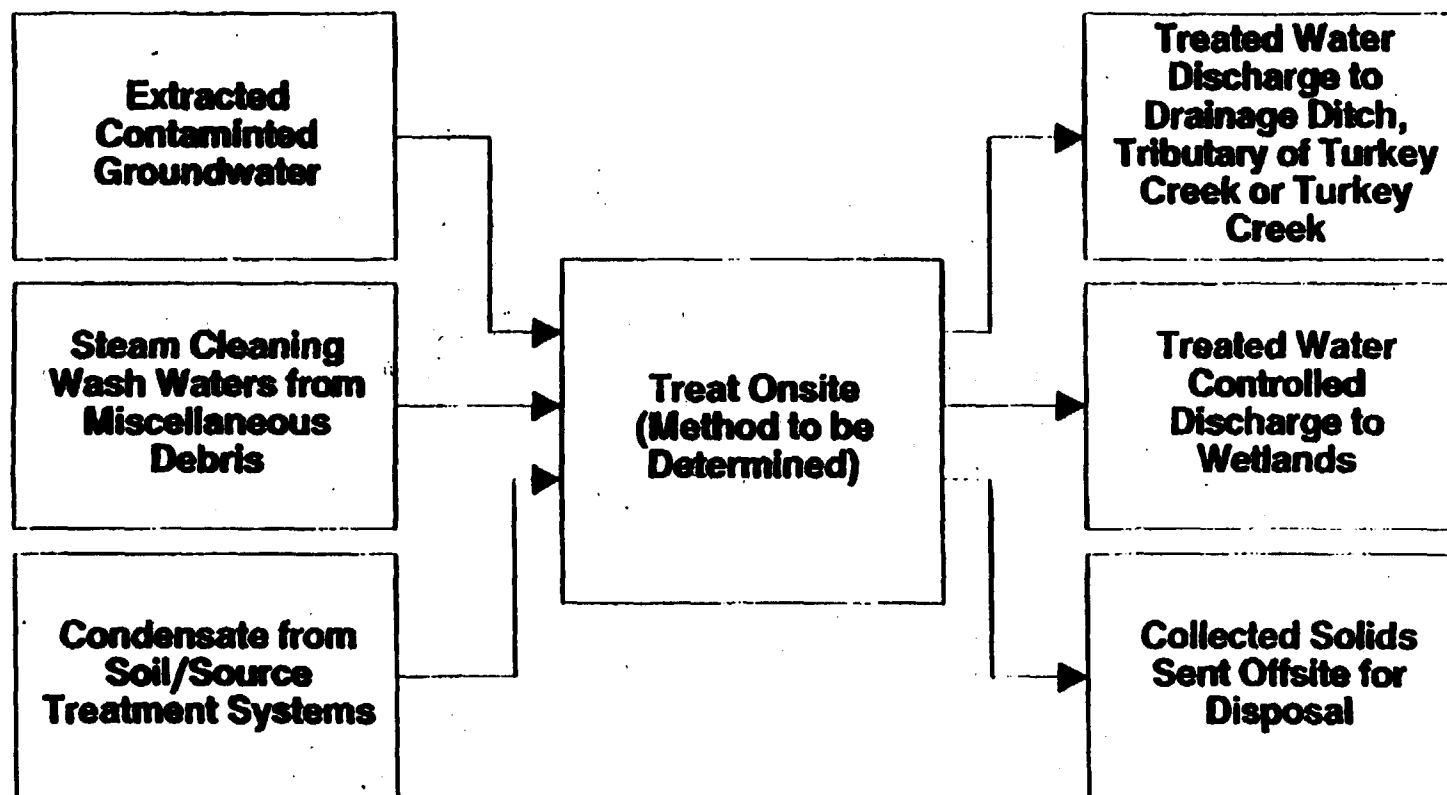 Extracted
Contaminted
Groundwater
Steam Cleaning
Wash Waters from
Miscellaneous
Debris
Condensate from
Soil/Source
Treatment Systems
Treat Onsite
(Method to be
Determined)
Treated Water
Discharge to
Drainage Ditch,
Tributary of Turkey
Creek or Turkey
Creek
Treated Water
Controlled
Discharge to
Wetlands
Collected Solids
Sent Offsite for
Disposal